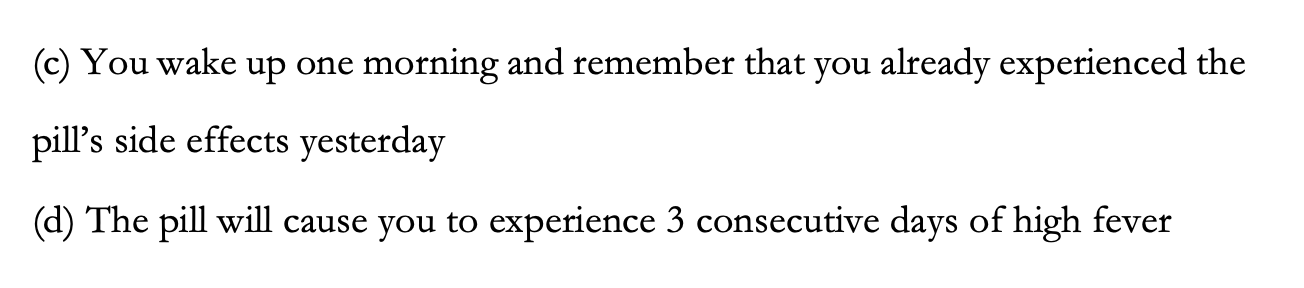 (c) You wake up one morning and remember that you already experienced the
pill’s side effects yesterday
(d) The pill will cause you to experience 3 consecutive days of high fever